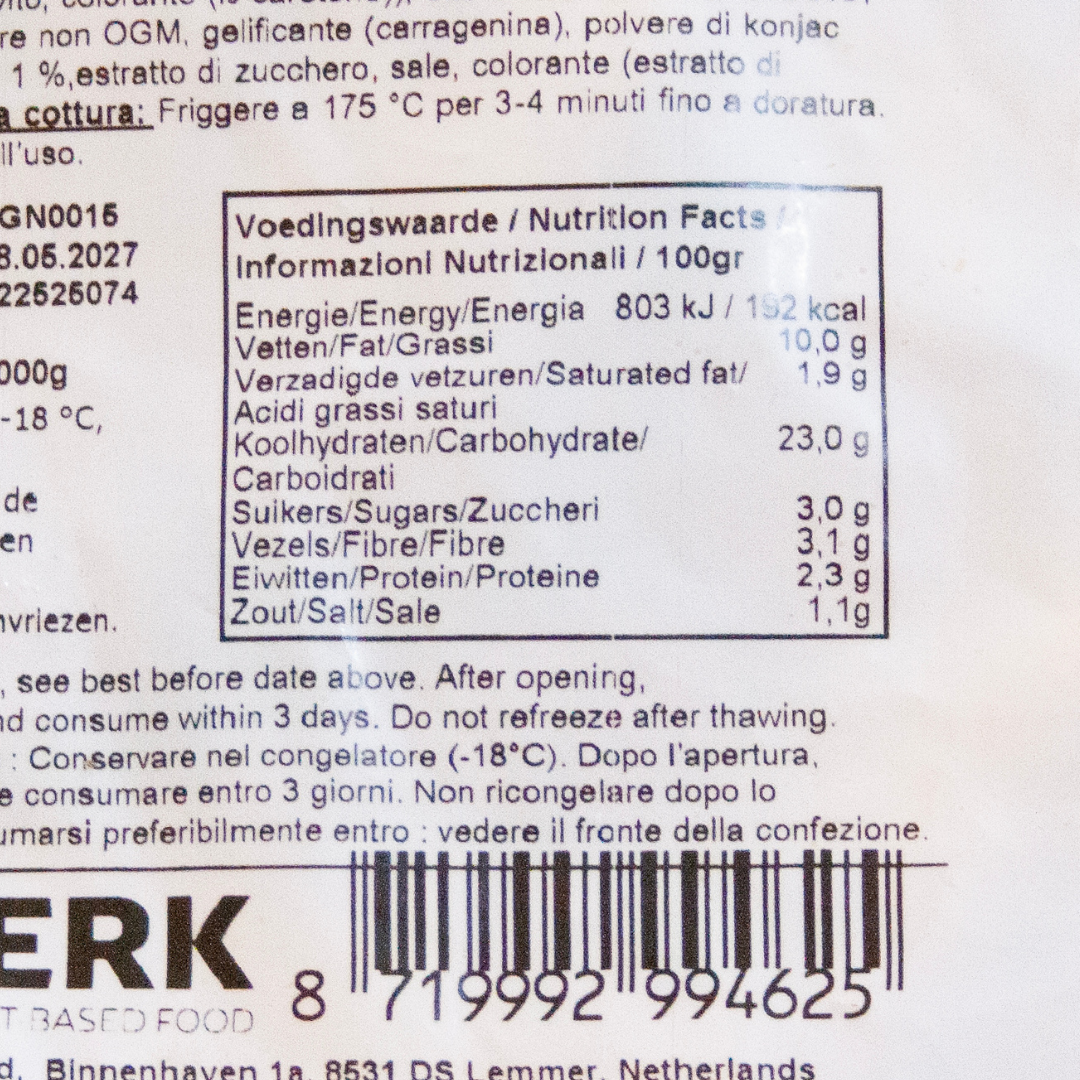 re non OGM, gelificante (carragenina), polvere di konjac
1 %,estratto di zucchero, sale, colorante (estratto di
a cottura: Friggere a 175 °C per 3-4 minuti fino a doratura.
ll'uso.
GN0015
8.05.2027
22525074
000g
-18 °C,
de
en
nvriezen.
Voedingswaarde / Nutrition Facts /
Informazioni Nutrizionali / 100gr
Energie/Energy/Energia 803 kJ / 192 kcal
Vetten/Fat/Grassi 10,0 g
Verzadigde vetzuren/Saturated fat/ 1,9 g
Acidi grassi saturi
Koolhydraten/Carbohydrate/ 23,0 g
Carboidrati
Suikers/Sugars/Zuccheri 3,0 g
Vezels/Fibre/Fibre 3,1 g
Eiwitten/Protein/Proteine 2,3 g
Zout/Salt/Sale 1,1g
, see best before date above. After opening,
nd consume within 3 days. Do not refreeze after thawing.
: Conservare nel congelatore (-18°C). Dopo l'apertura,
e consumare entro 3 giorni. Non ricongelare dopo lo
umarsi preferibilmente entro : vedere il fronte della confezione.
ERK
T BASED FOOD
8 719992 994625
d, Binnenhaven 1a, 8531 DS Lemmer, Netherlands